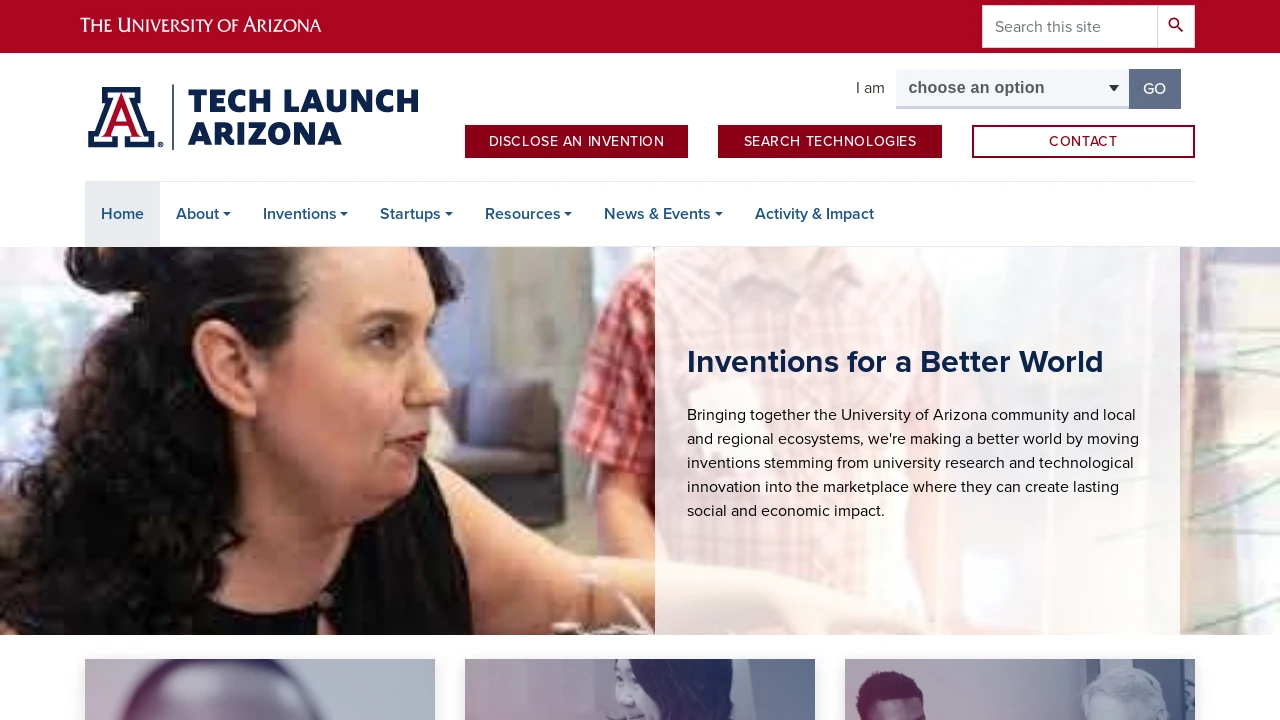 THE UNIVERSITY OF ARIZONA
Search this site
A
®
TECH LAUNCH
ARIZONA
I am
choose an option
GO
DISCLOSE AN INVENTION
SEARCH TECHNOLOGIES
CONTACT
Home
About
Inventions
Startups
Resources
News & Events
Activity & Impact
Inventions for a Better World
Bringing together the University of Arizona community and local
and regional ecosystems, we're making a better world by moving
inventions stemming from university research and technological
innovation into the marketplace where they can create lasting
social and economic impact.